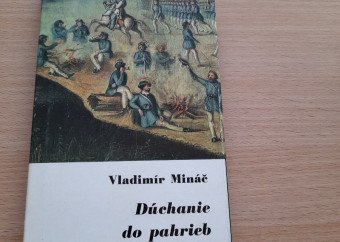 Vladimír Mináč
Dúchanie
do pahrieb